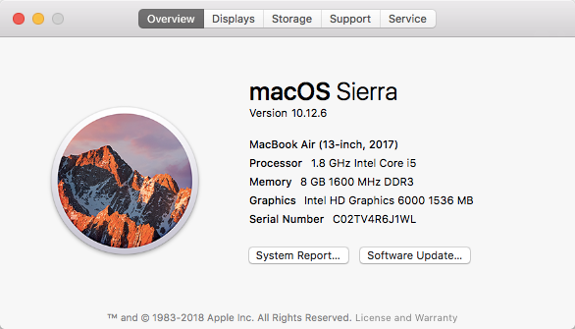 Overview Displays Storage Support Service
macOS Sierra
Version 10.12.6
MacBook Air (13-inch, 2017)
Processor 1.8 GHz Intel Core i5
Memory 8 GB 1600 MHz DDR3
Graphics Intel HD Graphics 6000 1536 MB
Serial Number C02TV4R6J1WL
System Report... Software Update...
™ and © 1983-2018 Apple Inc. All Rights Reserved. License and Warranty